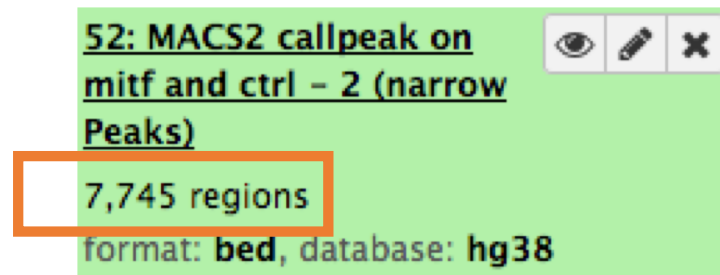 52: MACS2 callpeak on
mitf and ctrl – 2 (narrow
Peaks)
7,745 regions
format: bed, database: hg38